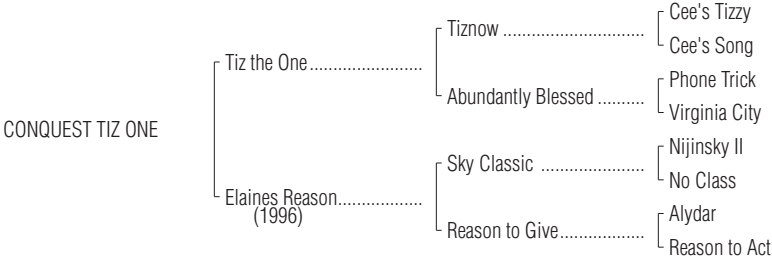 Cee's Tizzy
Tiznow ..............................
Cee's Song
Tiz the One........................
Phone Trick
Abundantly Blessed ..........
Virginia City
CONQUEST TIZ ONE
Nijinsky II
Sky Classic ......................
No Class
Elaines Reason..................
(1996)
Alydar
Reason to Give..................
Reason to Act